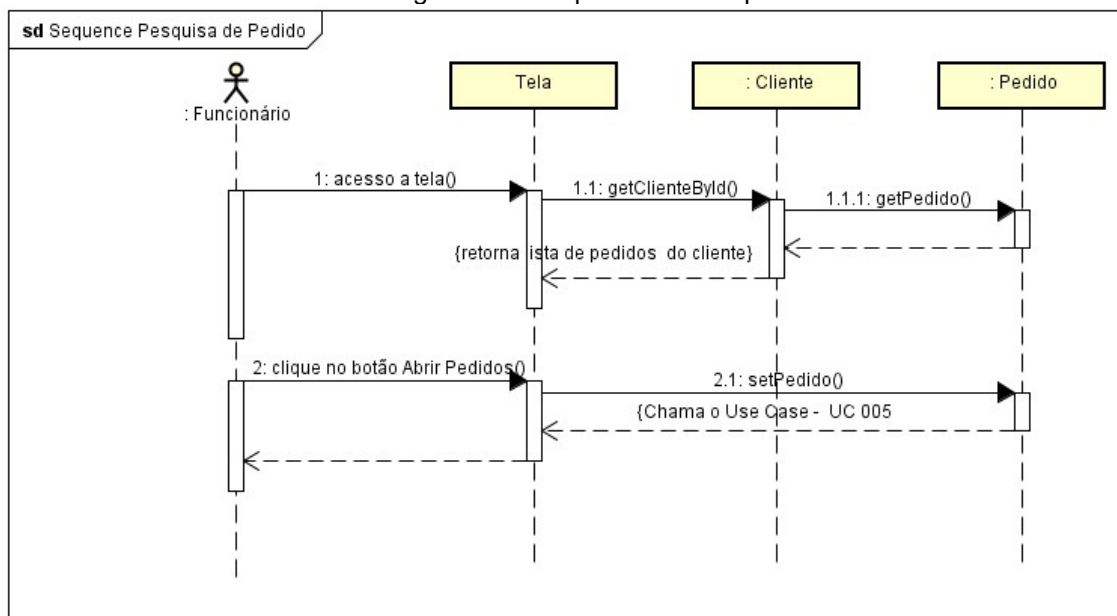 sd Sequence Pesquisa de Pedido
: Funcionário
Tela
: Cliente
: Pedido
1: acesso a tela()
1.1: getClienteById()
1.1.1: getPedido()
{retorna lista de pedidos do cliente}
2: clique no botão Abrir Pedidos()
2.1: setPedido()
{Chama o Use Case - UC 005